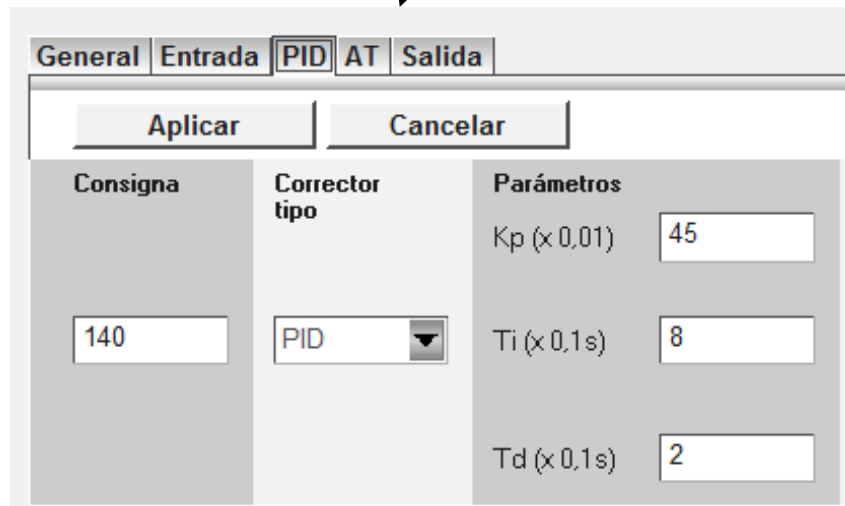 General Entrada PID AT Salida
Aplicar Cancelar
Consigna
140
Corrector
tipo
PID
Parámetros
Kp (x 0,01) 45
Ti (x 0,1s) 8
Td (x 0,1s) 2